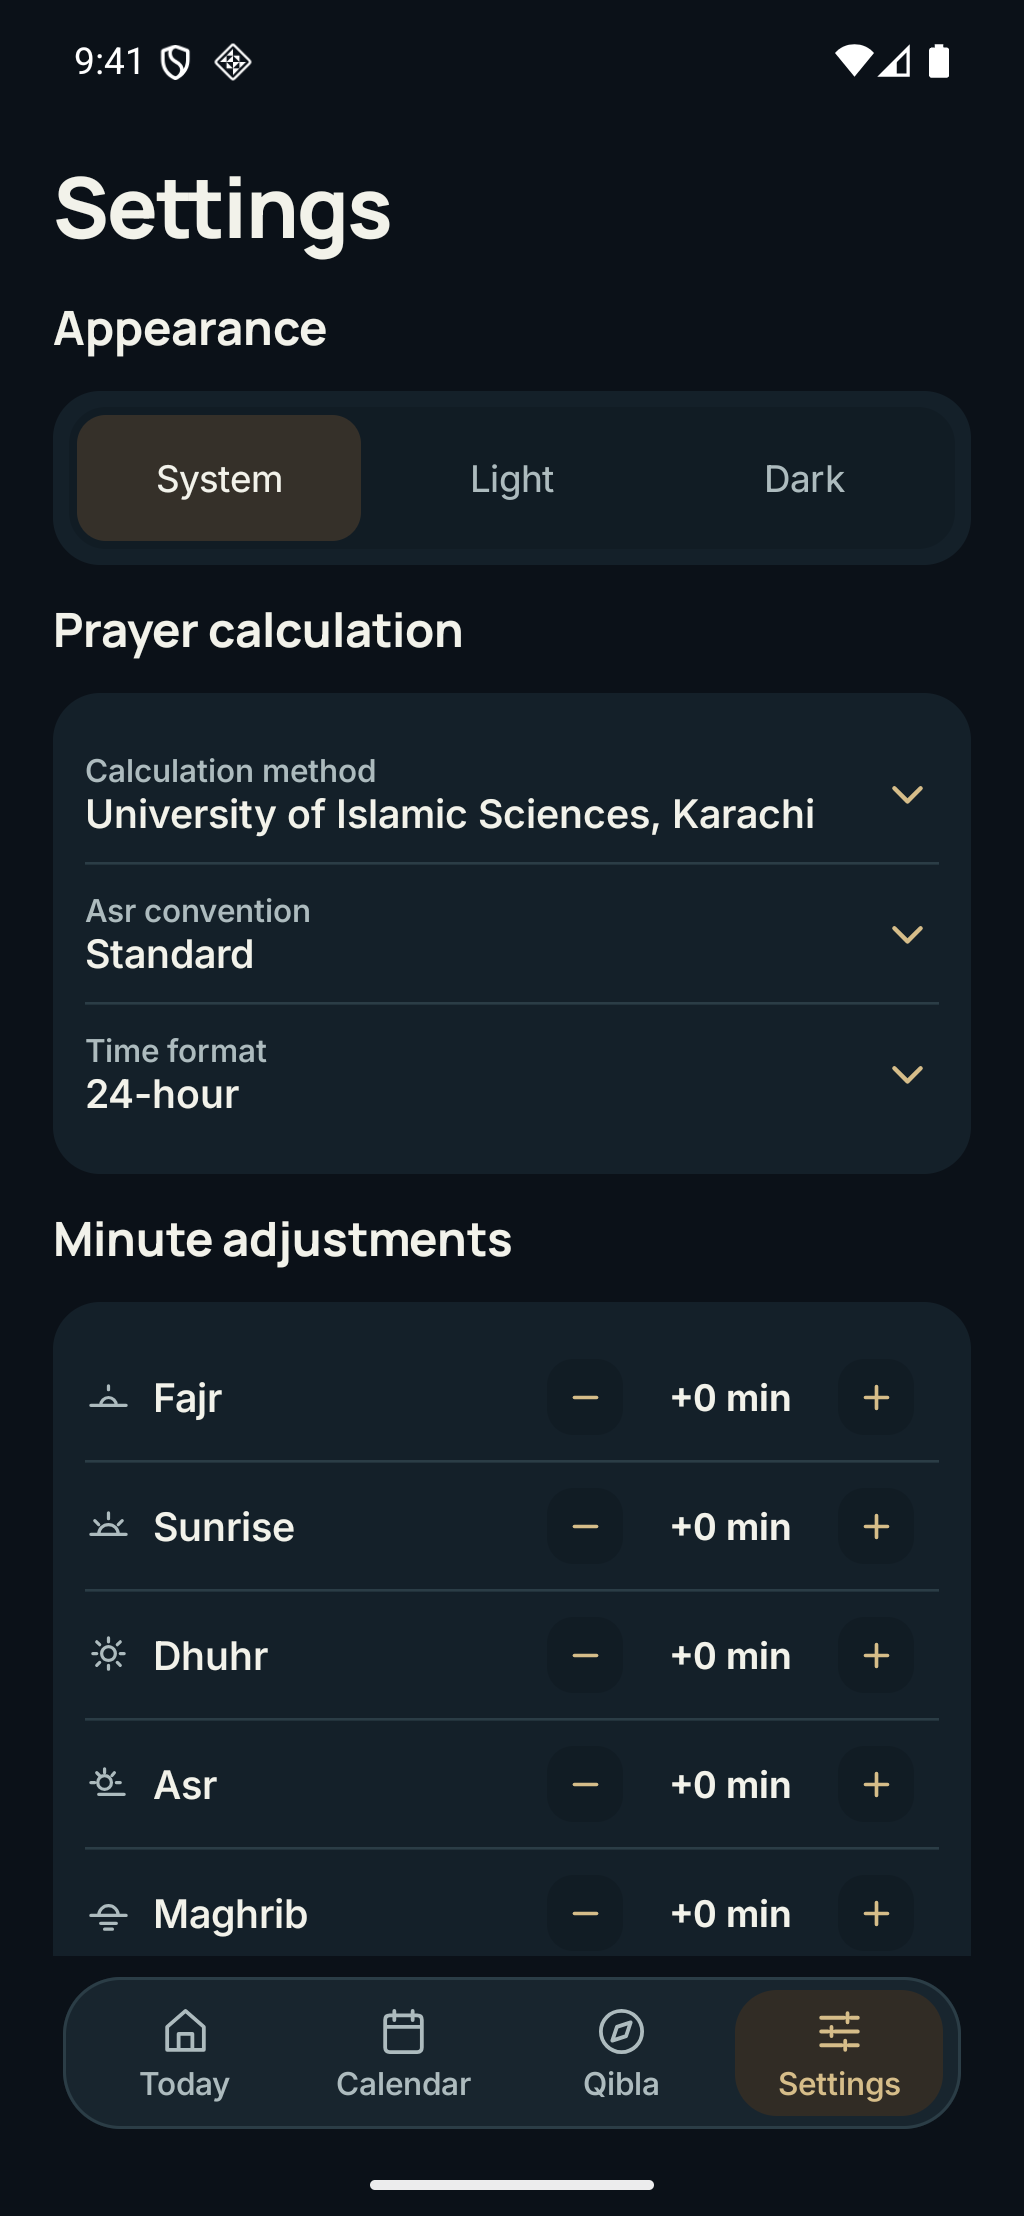 9:41
Settings
Appearance
System Light Dark
Prayer calculation
Calculation method
University of Islamic Sciences, Karachi
Asr convention
Standard
Time format
24-hour
Minute adjustments
Fajr − +0 min +
Sunrise − +0 min +
Dhuhr − +0 min +
Asr − +0 min +
Maghrib − +0 min +
Today Calendar Qibla Settings